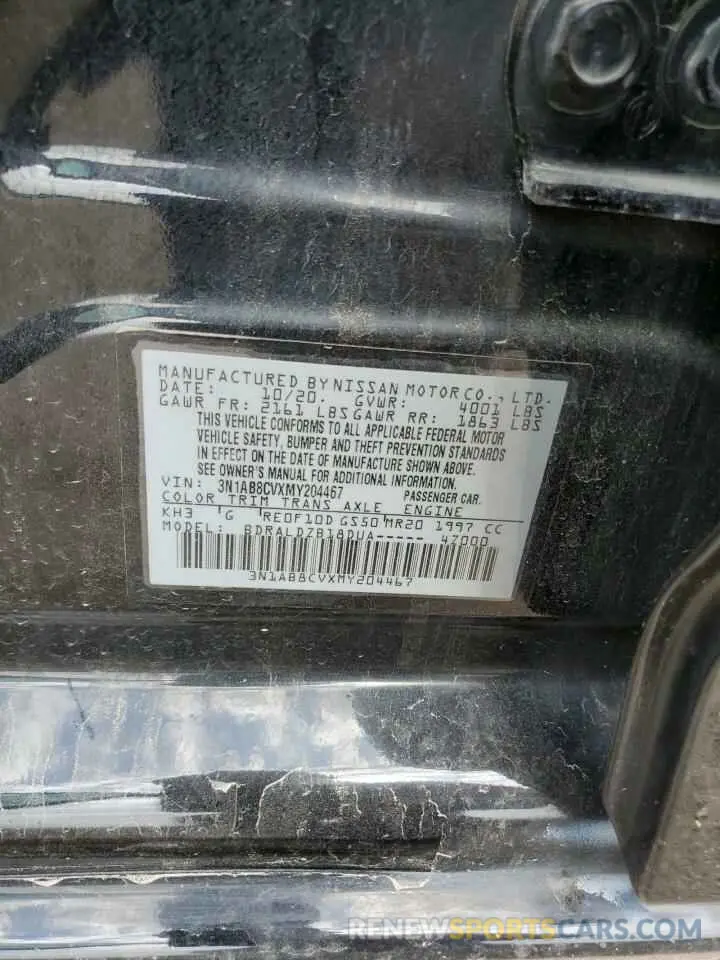 MANUFACTURED BY NISSAN MOTOR CO., LTD.
DATE: 10/20. GVWR: 4001 LBS
GAWR FR: 2161 LBS GAWR RR: 1863 LBS
THIS VEHICLE CONFORMS TO ALL APPLICABLE FEDERAL MOTOR
VEHICLE SAFETY, BUMPER AND THEFT PREVENTION STANDARDS
IN EFFECT ON THE DATE OF MANUFACTURE SHOWN ABOVE.
SEE OWNER'S MANUAL FOR ADDITIONAL INFORMATION.
VIN: 3N1AB8CVXMY204467 PASSENGER CAR.
COLOR TRIM TRANS AXLE ENGINE
KH3 G RE0F10D GS50 MR20 1997 CC
MODEL: BDRALDZB18DUA----- 4Z000
3N1AB8CVXMY204467
RENEWSPORTSCARS.COM